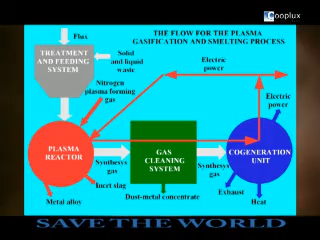 Cooplux
Flux
THE FLOW FOR THE PLASMA
GASIFICATION AND SMELTING PROCESS
TREATMENT
AND FEEDING
SYSTEM
Solid
and liquid
waste
Electric
power
Nitrogen
plasma forming
gas
Electric
power
PLASMA
REACTOR
Synthesys
gas
GAS
CLEANING
SYSTEM
Synthesys
gas
COGENERATION
UNIT
Inert slag
Metal alloy
Dust-metal concentrate
Exhaust
Heat
SAVE THE WORLD